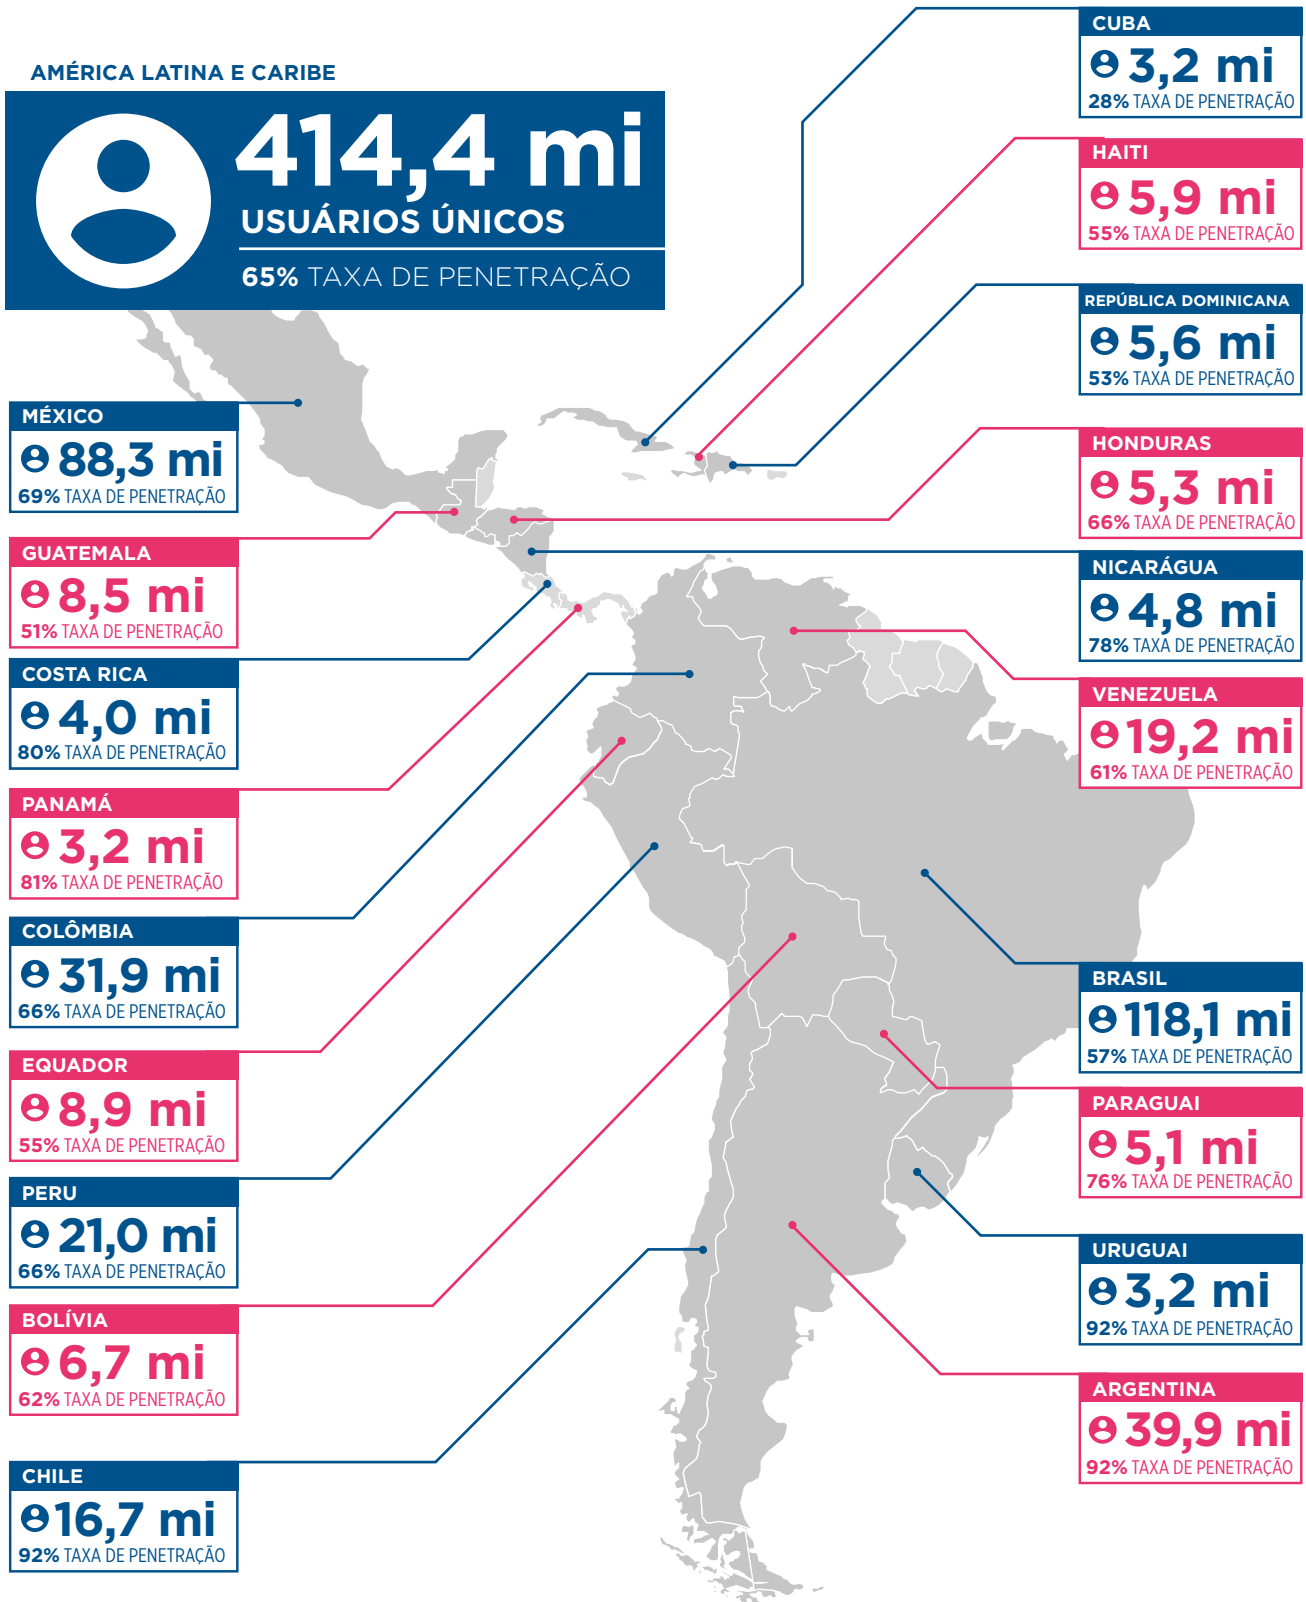 AMÉRICA LATINA E CARIBE
414,4 mi
USUÁRIOS ÚNICOS
65% TAXA DE PENETRAÇÃO
MÉXICO
88,3 mi
69% TAXA DE PENETRAÇÃO
GUATEMALA
8,5 mi
51% TAXA DE PENETRAÇÃO
COSTA RICA
4,0 mi
80% TAXA DE PENETRAÇÃO
PANAMÁ
3,2 mi
81% TAXA DE PENETRAÇÃO
COLÔMBIA
31,9 mi
66% TAXA DE PENETRAÇÃO
EQUADOR
8,9 mi
55% TAXA DE PENETRAÇÃO
PERU
21,0 mi
66% TAXA DE PENETRAÇÃO
BOLÍVIA
6,7 mi
62% TAXA DE PENETRAÇÃO
CHILE
16,7 mi
92% TAXA DE PENETRAÇÃO
CUBA
3,2 mi
28% TAXA DE PENETRAÇÃO
HAITI
5,9 mi
55% TAXA DE PENETRAÇÃO
REPÚBLICA DOMINICANA
5,6 mi
53% TAXA DE PENETRAÇÃO
HONDURAS
5,3 mi
66% TAXA DE PENETRAÇÃO
NICARÁGUA
4,8 mi
78% TAXA DE PENETRAÇÃO
VENEZUELA
19,2 mi
61% TAXA DE PENETRAÇÃO
BRASIL
118,1 mi
57% TAXA DE PENETRAÇÃO
PARAGUAI
5,1 mi
76% TAXA DE PENETRAÇÃO
URUGUAI
3,2 mi
92% TAXA DE PENETRAÇÃO
ARGENTINA
39,9 mi
92% TAXA DE PENETRAÇÃO